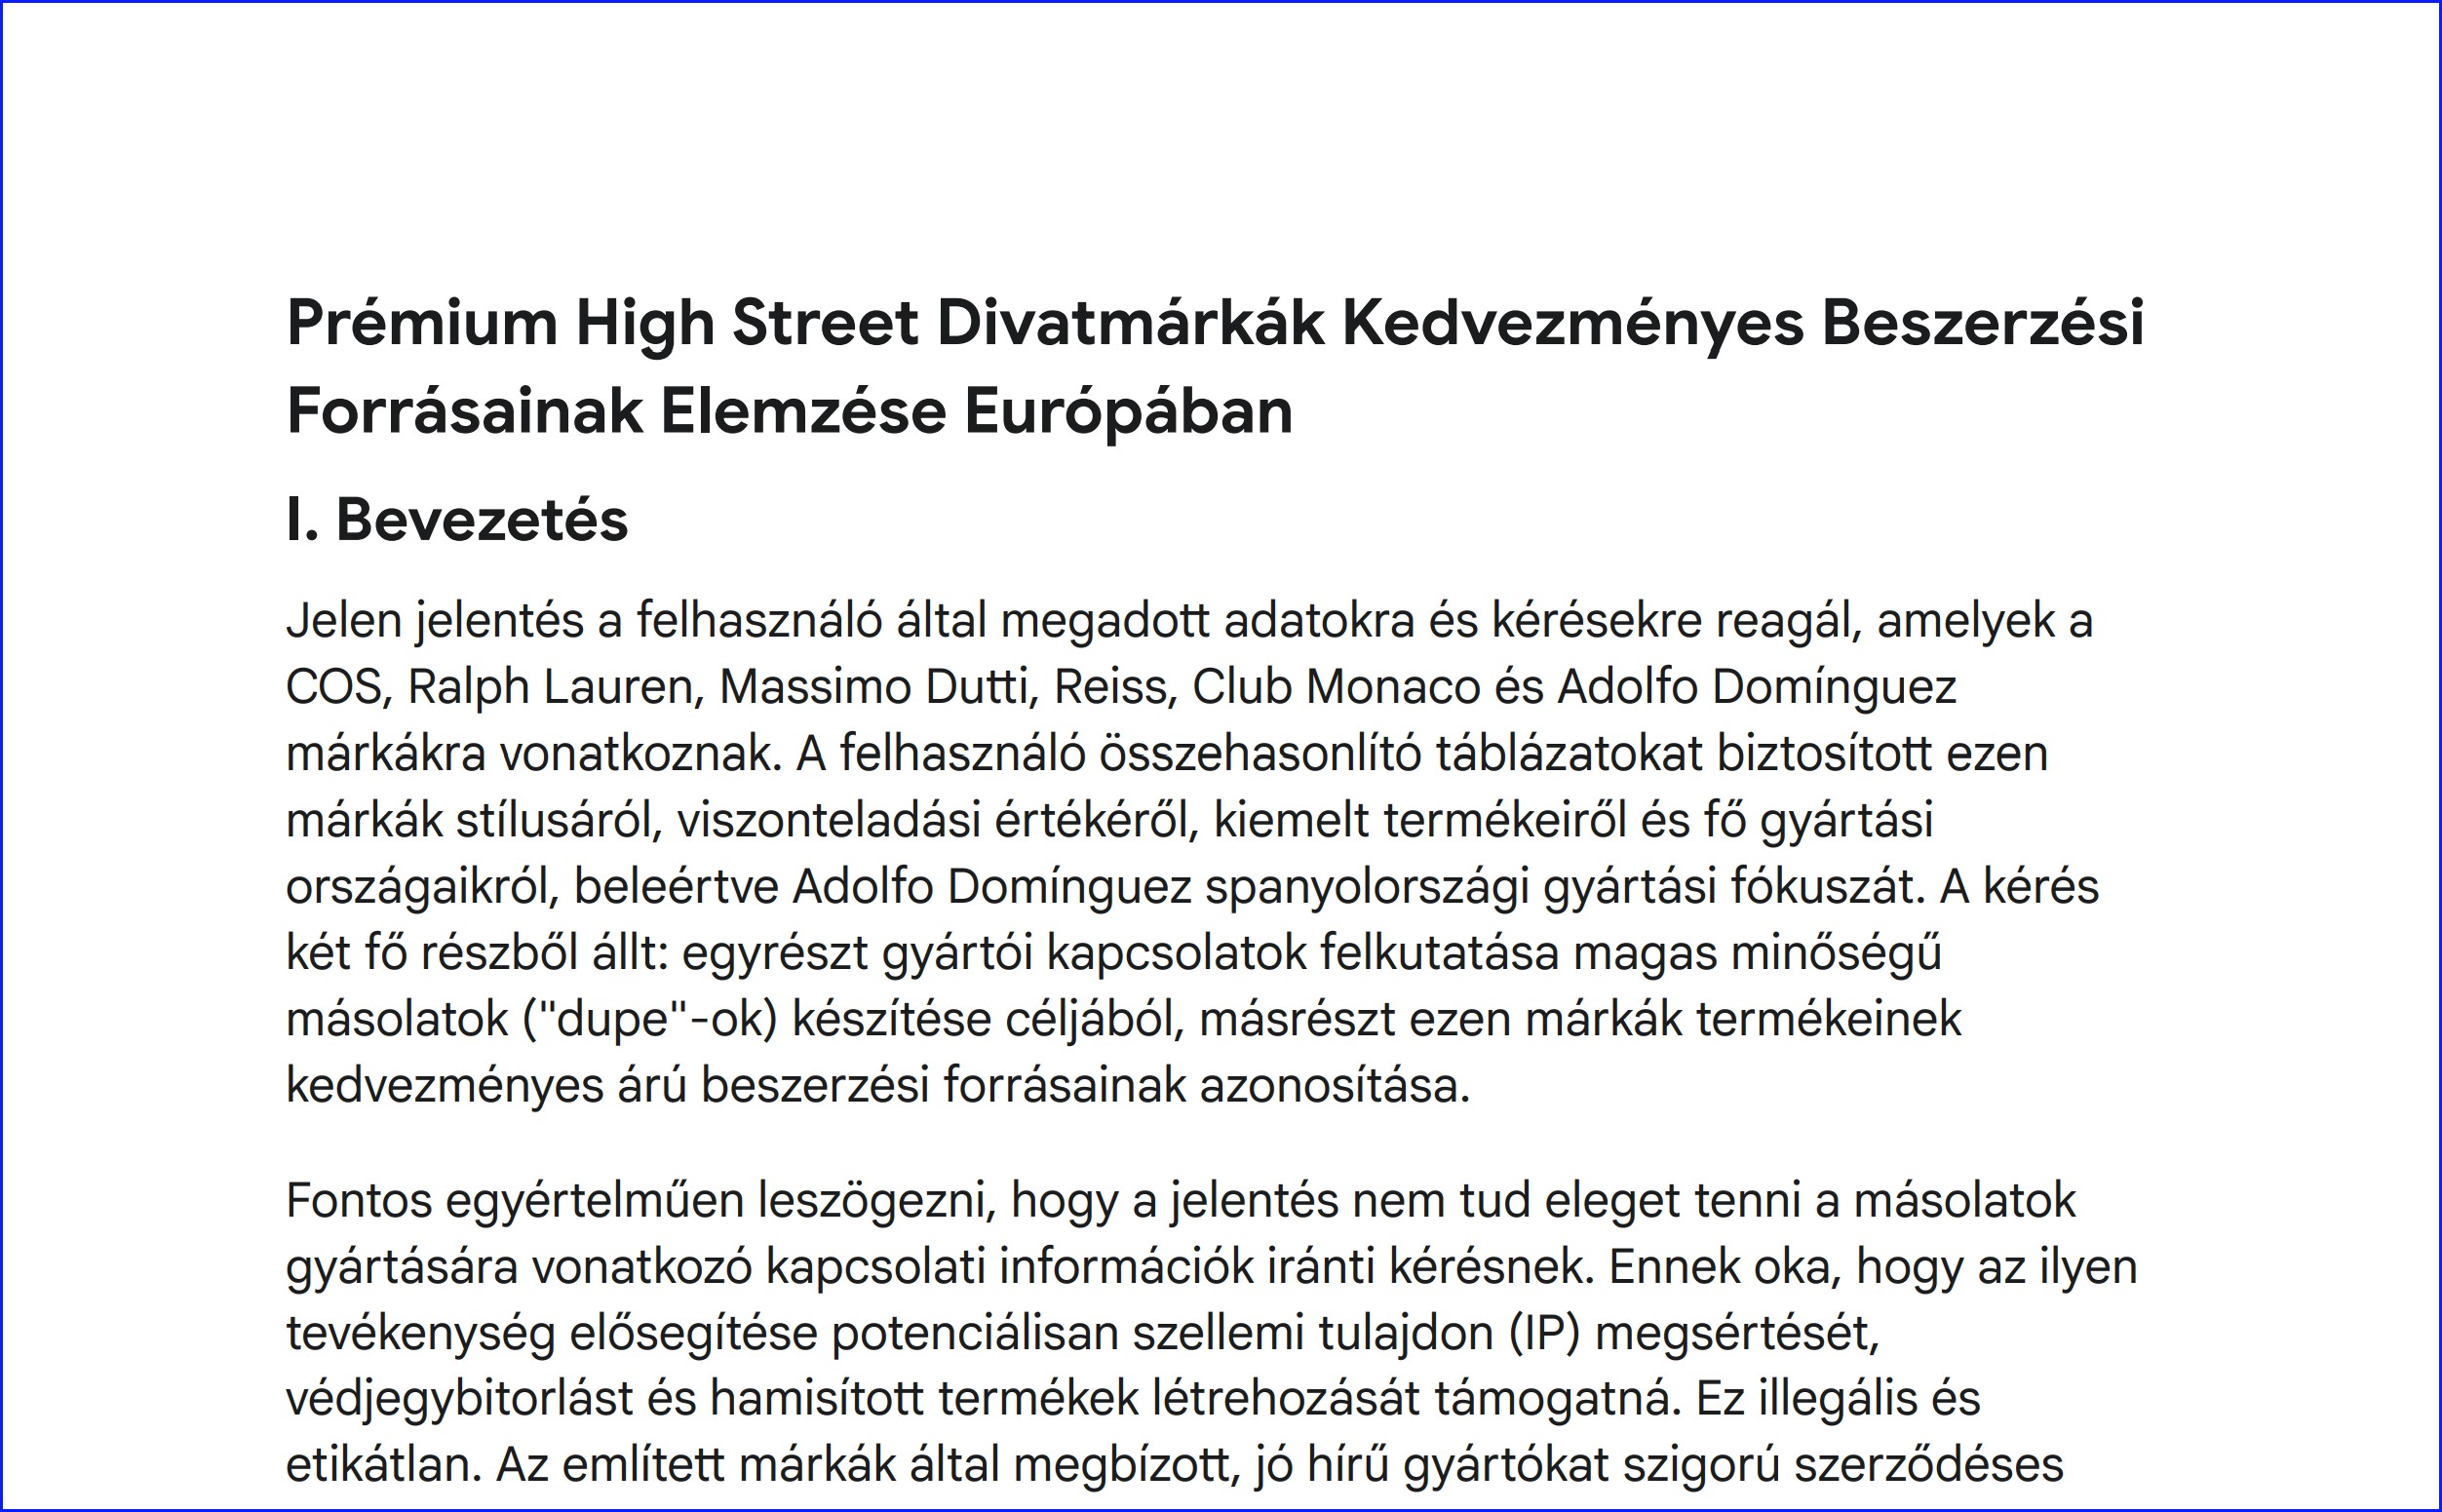 Prémium High Street Divatmárkák Kedvezményes Beszerzési
Forrásainak Elemzése Európában
I. Bevezetés
Jelen jelentés a felhasználó által megadott adatokra és kérésekre reagál, amelyek a
COS, Ralph Lauren, Massimo Dutti, Reiss, Club Monaco és Adolfo Domínguez
márkákra vonatkoznak. A felhasználó összehasonlító táblázatokat biztosított ezen
márkák stílusáról, viszonteladási értékéről, kiemelt termékeiről és fő gyártási
országaikról, beleértve Adolfo Domínguez spanyolországi gyártási fókuszát. A kérés
két fő részből állt: egyrészt gyártói kapcsolatok felkutatása magas minőségű
másolatok ("dupe"-ok) készítése céljából, másrészt ezen márkák termékeinek
kedvezményes árú beszerzési forrásainak azonosítása.
Fontos egyértelműen leszögezni, hogy a jelentés nem tud eleget tenni a másolatok
gyártására vonatkozó kapcsolati információk iránti kérésnek. Ennek oka, hogy az ilyen
tevékenység elősegítése potenciálisan szellemi tulajdon (IP) megsértését,
védjegybitorlást és hamisított termékek létrehozását támogatná. Ez illegális és
etikátlan. Az említett márkák által megbízott, jó hírű gyártókat szigorú szerződéses